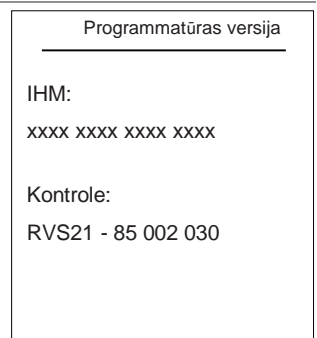 Programmatūras versija
IHM:
xxxx xxxx xxxx xxxx
Kontrole:
RVS21 - 85 002 030